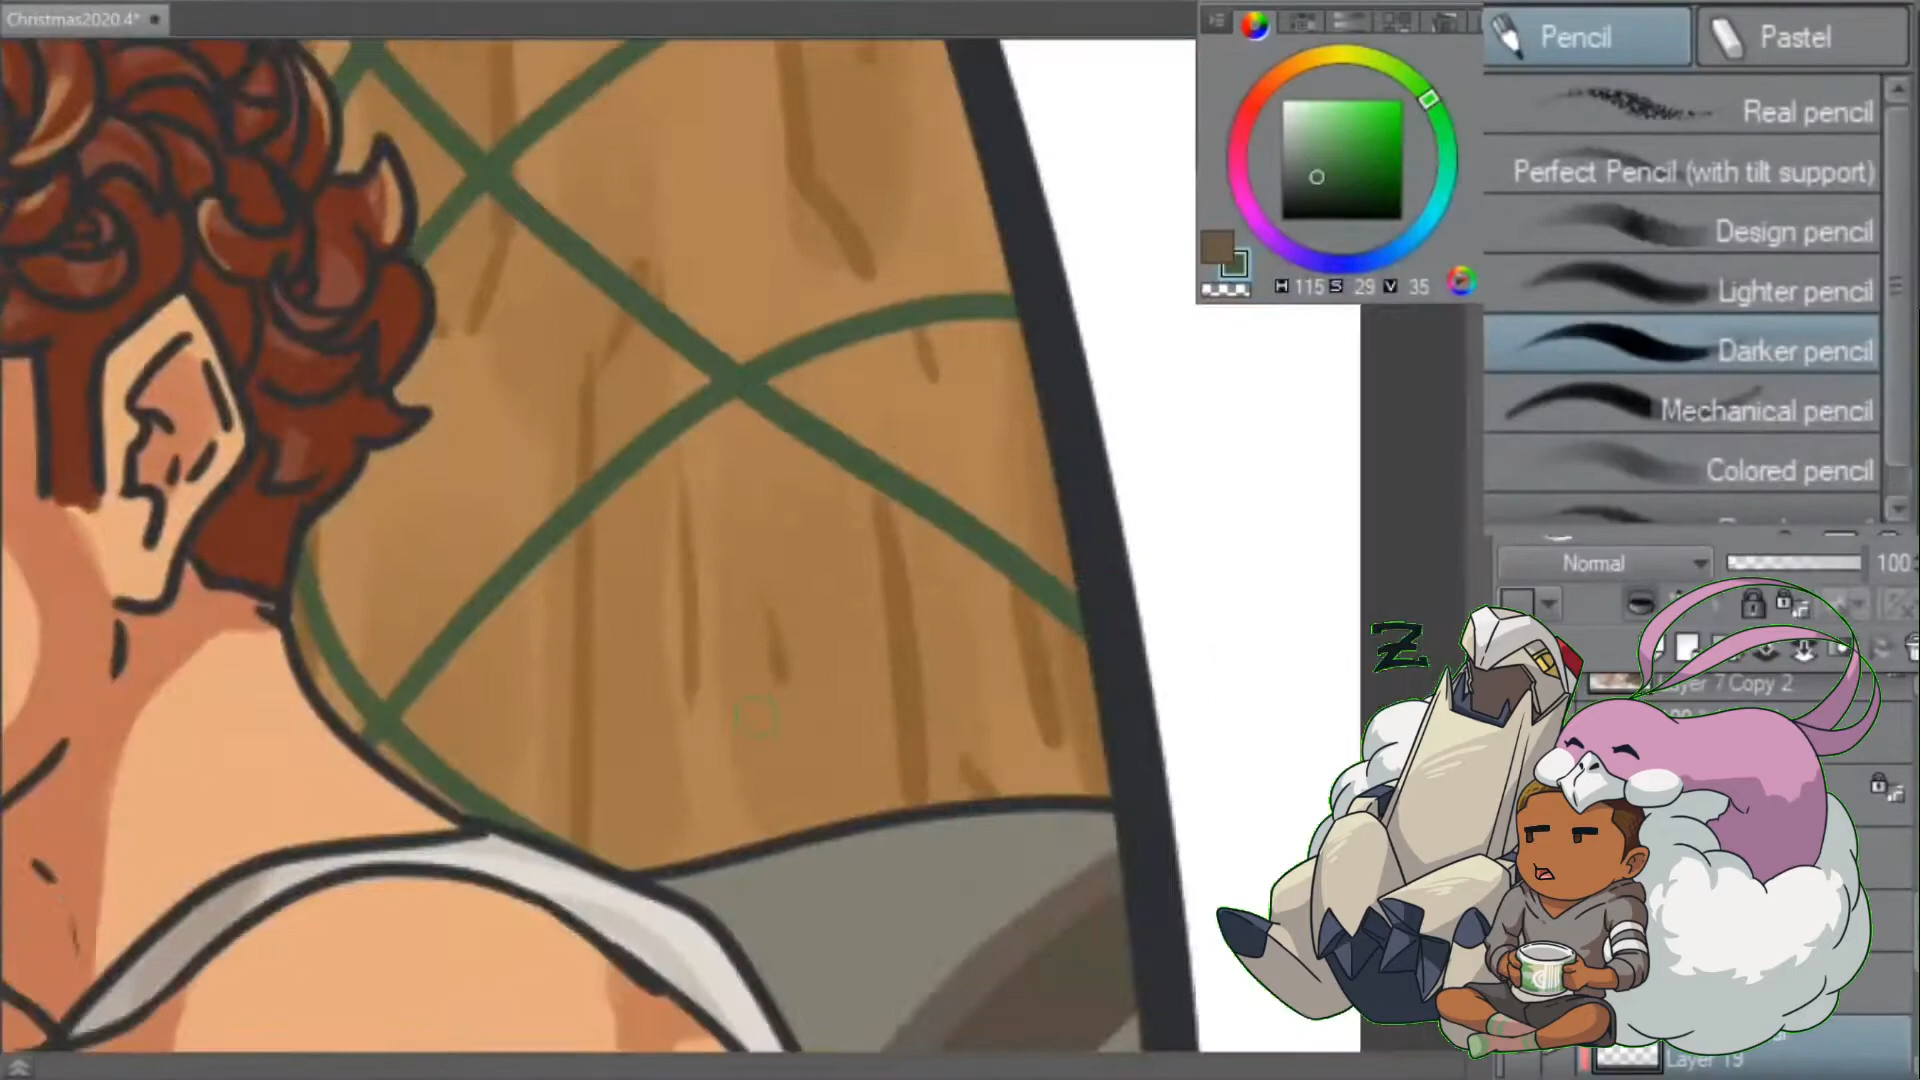 Christmas2020.4*
H 115 S 29 V 35
Pencil
Pastel
Real pencil
Perfect Pencil (with tilt support)
Design pencil
Lighter pencil
Darker pencil
Mechanical pencil
Colored pencil
Normal
100
Z
Layer 7 Copy 2
Layer 19